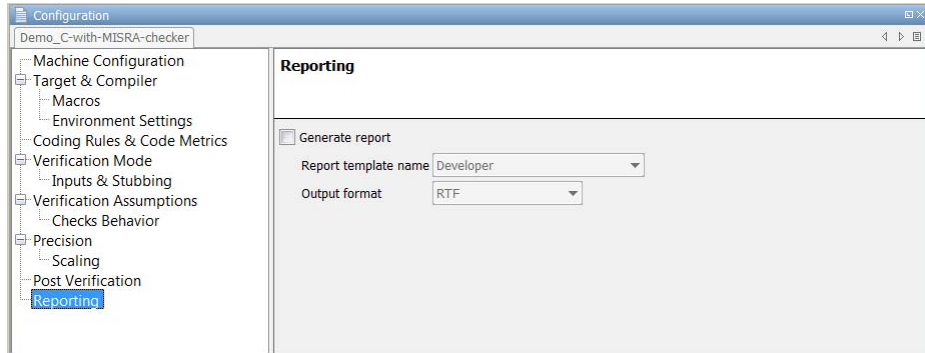 Configuration
Demo_C-with-MISRA-checker
Machine Configuration
Target & Compiler
Macros
Environment Settings
Coding Rules & Code Metrics
Verification Mode
Inputs & Stubbing
Verification Assumptions
Checks Behavior
Precision
Scaling
Post Verification
Reporting
Reporting
Generate report
Report template name Developer
Output format RTF